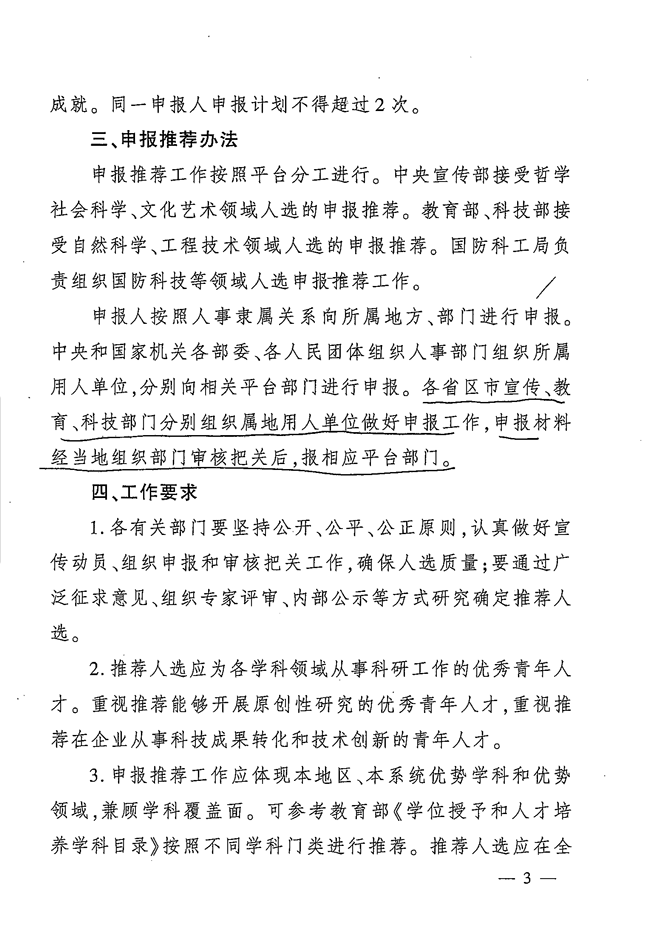 成就。同一申报人申报计划不得超过2次。
三、申报推荐办法
申报推荐工作按照平台分工进行。中央宣传部接受哲学
社会科学、文化艺术领域人选的申报推荐。教育部、科技部接
受自然科学、工程技术领域人选的申报推荐。国防科工局负
责组织国防科技等领域人选申报推荐工作。
申报人按照人事隶属关系向所属地方、部门进行申报。
中央和国家机关各部委、各人民团体组织人事部门组织所属
用人单位,分别向相关平台部门进行申报。各省区市宣传、教
育、科技部门分别组织属地用人单位做好申报工作,申报材料
经当地组织部门审核把关后,报相应平台部门。
四、工作要求
1. 各有关部门要坚持公开、公平、公正原则,认真做好宣
传动员、组织申报和审核把关工作,确保人选质量;要通过广
泛征求意见、组织专家评审、内部公示等方式研究确定推荐人
选。
2. 推荐人选应为各学科领域从事科研工作的优秀青年人
才。重视推荐能够开展原创性研究的优秀青年人才,重视推
荐在企业从事科技成果转化和技术创新的青年人才。
3. 申报推荐工作应体现本地区、本系统优势学科和优势
领域,兼顾学科覆盖面。可参考教育部《学位授予和人才培
养学科目录》按照不同学科门类进行推荐。推荐人选应在全
— 3 —